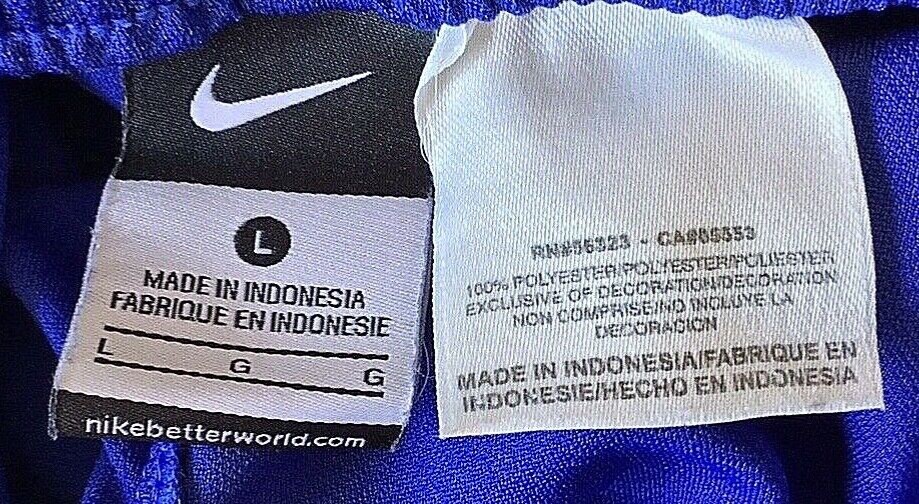 L
MADE IN INDONESIA
FABRIQUE EN INDONESIE
L G G
nikebetterworld.com
RN#56323 - CA#05553
100% POLYESTER/POLYESTER/POLIESTER
EXCLUSIVE OF DECORATION/DECORATION
NON COMPRISE/NO INCLUYE LA
DECORACION
MADE IN INDONESIA/FABRIQUE EN
INDONESIE/HECHO EN INDONESIA